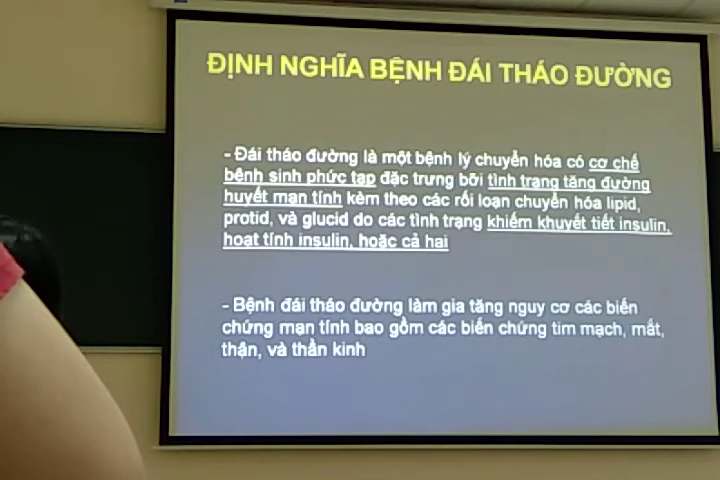 ĐỊNH NGHĨA BỆNH ĐÁI THÁO ĐƯỜNG
- Đái tháo đường là một bệnh lý chuyển hóa có cơ chế
bệnh sinh phức tạp đặc trưng bởi tình trạng tăng đường
huyết mạn tính kèm theo các rối loạn chuyển hóa lipid,
protid, và glucid do các tình trạng khiếm khuyết tiết insulin,
hoạt tính insulin, hoặc cả hai
- Bệnh đái tháo đường làm gia tăng nguy cơ các biến
chứng mạn tính bao gồm các biến chứng tim mạch, mắt,
thận, và thần kinh